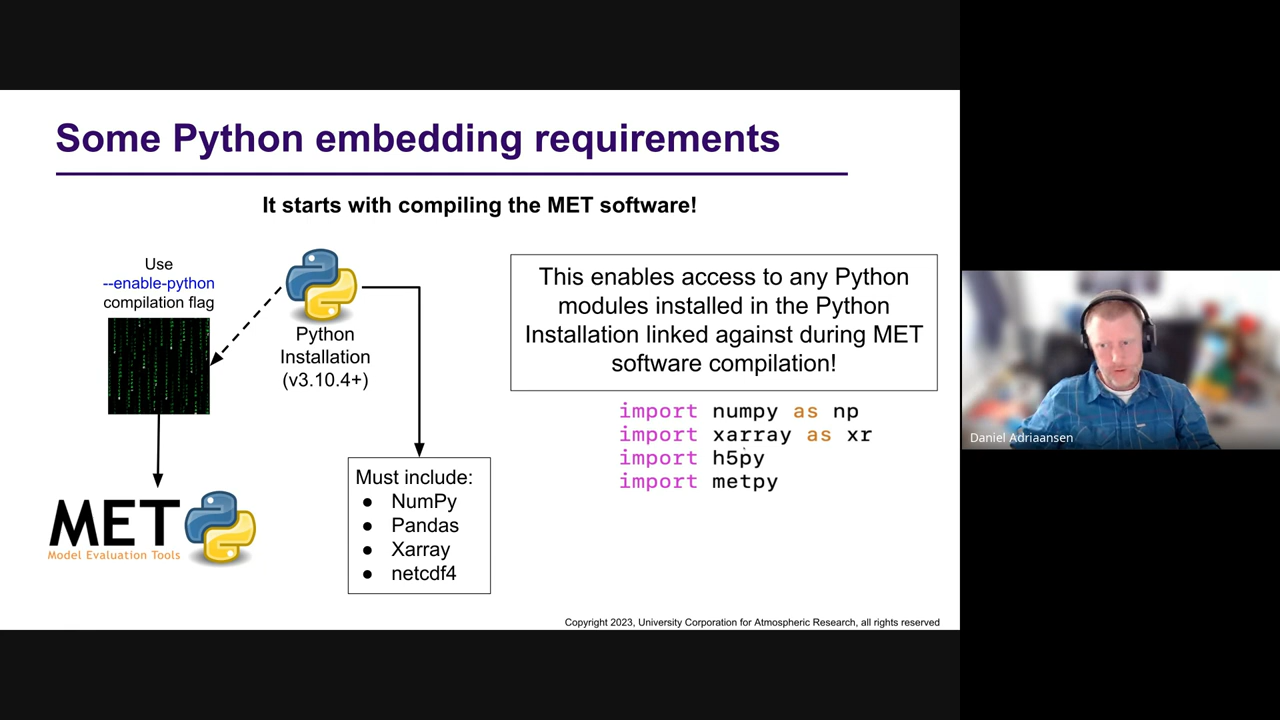 Some Python embedding requirements
It starts with compiling the MET software!
Use
--enable-python
compilation flag
Python
Installation
(v3.10.4+)
MET
Model Evaluation Tools
Must include:
● NumPy
● Pandas
● Xarray
● netcdf4
This enables access to any Python
modules installed in the Python
Installation linked against during MET
software compilation!
import numpy as np
import xarray as xr
import h5py
import metpy
Copyright 2023, University Corporation for Atmospheric Research, all rights reserved
Daniel Adriaansen